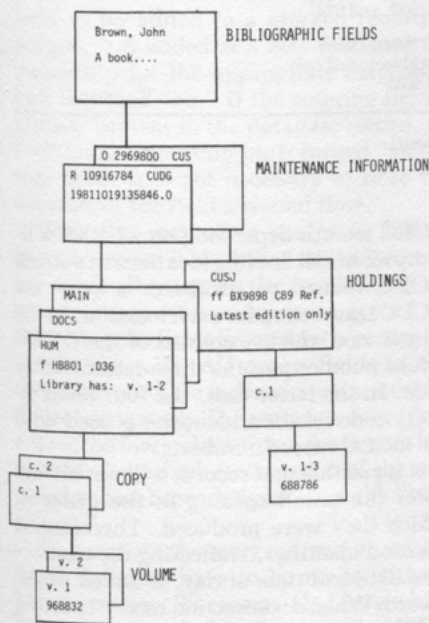 Brown, John
A book....
BIBLIOGRAPHIC FIELDS
O 2969800 CUS
R 10916784 CUDG
19811019135846.0
MAINTENANCE INFORMATION
MAIN
DOCS
HUM
f HB801 .D36
Library has: v. 1-2
CUSJ
ff BX9898 C89 Ref.
Latest edition only
HOLDINGS
c. 1
c. 2
c. 1
COPY
v. 1-3
688786
v. 2
v. 1
968832
VOLUME